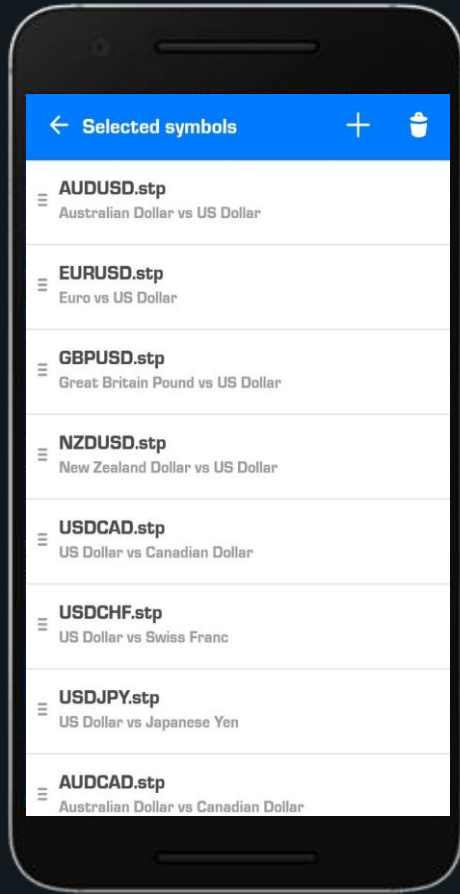 Selected symbols
AUDUSD.stp
Australian Dollar vs US Dollar
EURUSD.stp
Euro vs US Dollar
GBPUSD.stp
Great Britain Pound vs US Dollar
NZDUSD.stp
New Zealand Dollar vs US Dollar
USDCAD.stp
US Dollar vs Canadian Dollar
USDCHF.stp
US Dollar vs Swiss Franc
USDJPY.stp
US Dollar vs Japanese Yen
AUDCAD.stp
Australian Dollar vs Canadian Dollar